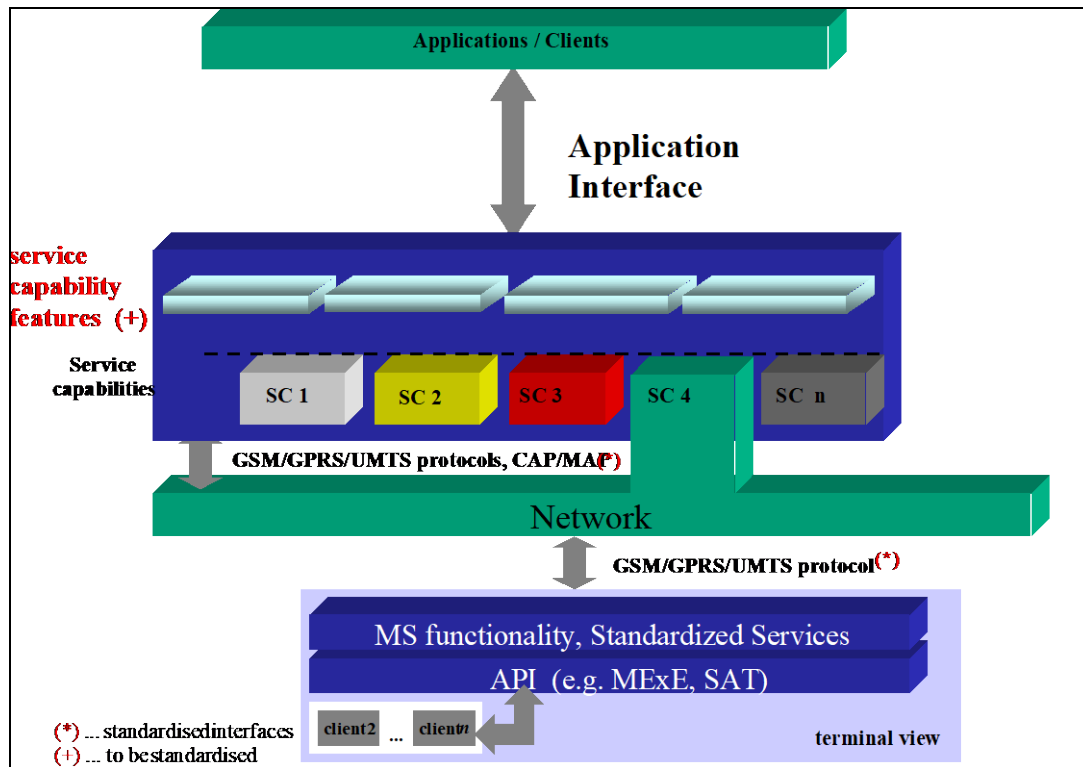 Applications / Clients
Application
Interface
service
capability
features (+)
Service
capabilities
SC 1
SC 2
SC 3
SC 4
SC n
GSM/GPRS/UMTS protocols, CAP/MAP(*)
Network
GSM/GPRS/UMTS protocol(*)
MS functionality, Standardized Services
API (e.g. MExE, SAT)
client2 ... clientn
terminal view
(*) ... standardisedinterfaces
(+) ... to bestandardised